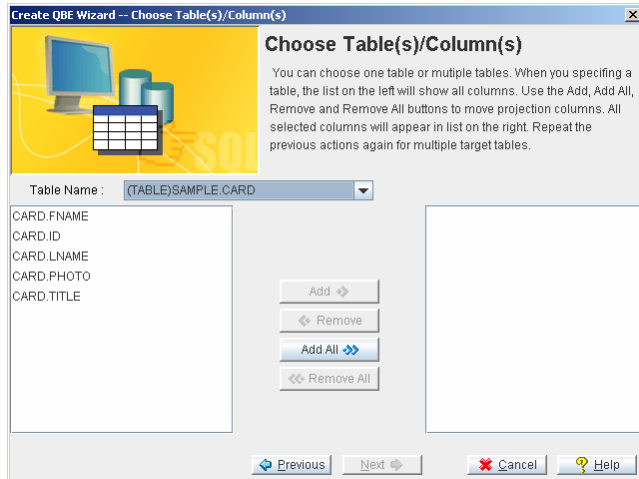 Create QBE Wizard -- Choose Table(s)/Column(s)
Choose Table(s)/Column(s)
You can choose one table or mutiple tables. When you specifing a
table, the list on the left will show all columns. Use the Add, Add All,
Remove and Remove All buttons to move projection columns. All
selected columns will appear in list on the right. Repeat the
previous actions again for multiple target tables.
SQL
Table Name : (TABLE)SAMPLE.CARD
CARD.FNAME
CARD.ID
CARD.LNAME
CARD.PHOTO
CARD.TITLE
Add
Remove
Add All
Remove All
Previous Next Cancel Help